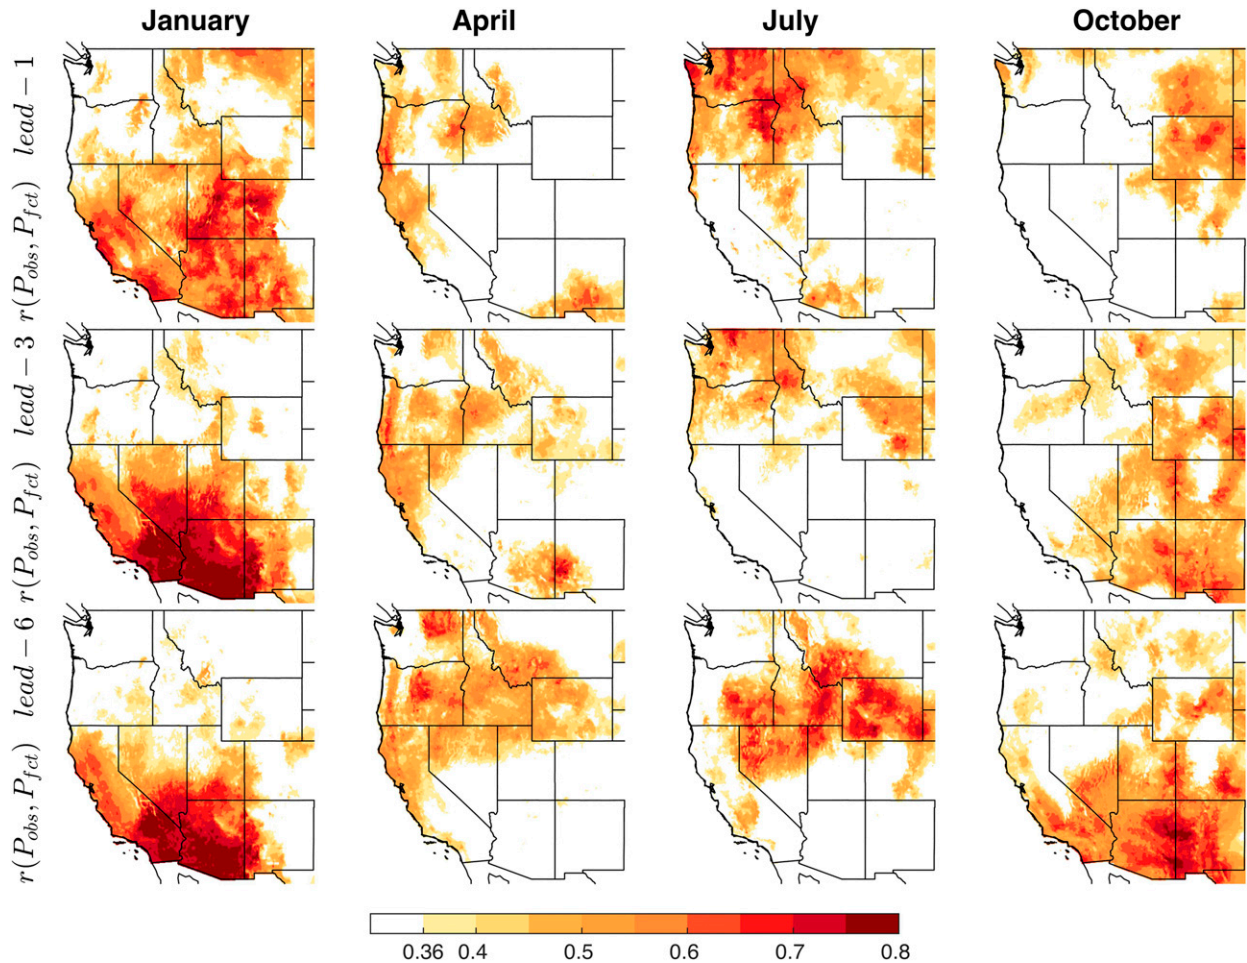 January April July October
r(P_obs, P_fct) lead − 1
r(P_obs, P_fct) lead − 3
r(P_obs, P_fct) lead − 6
0.36 0.4 0.5 0.6 0.7 0.8